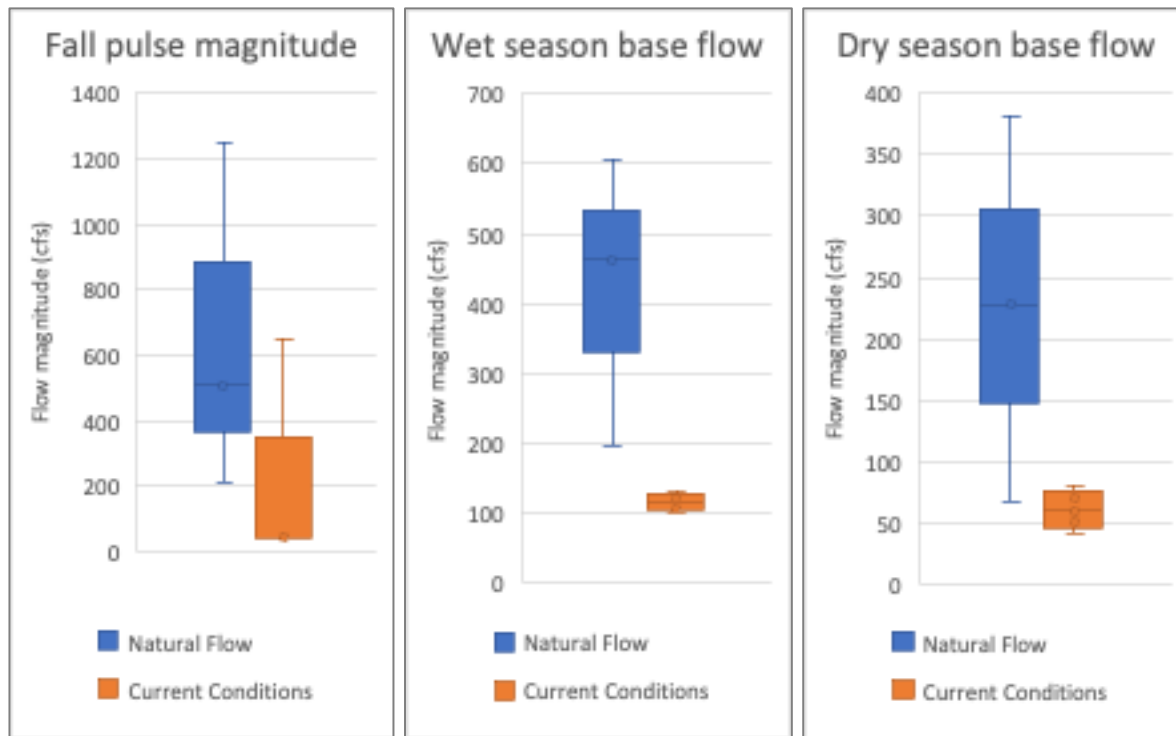 Fall pulse magnitude
Flow magnitude (cfs)
1400
1200
1000
800
600
400
200
0
Natural Flow
Current Conditions
Wet season base flow
Flow magnitude (cfs)
700
600
500
400
300
200
100
0
Natural Flow
Current Conditions
Dry season base flow
Flow magnitude (cfs)
400
350
300
250
200
150
100
50
0
Natural Flow
Current Conditions